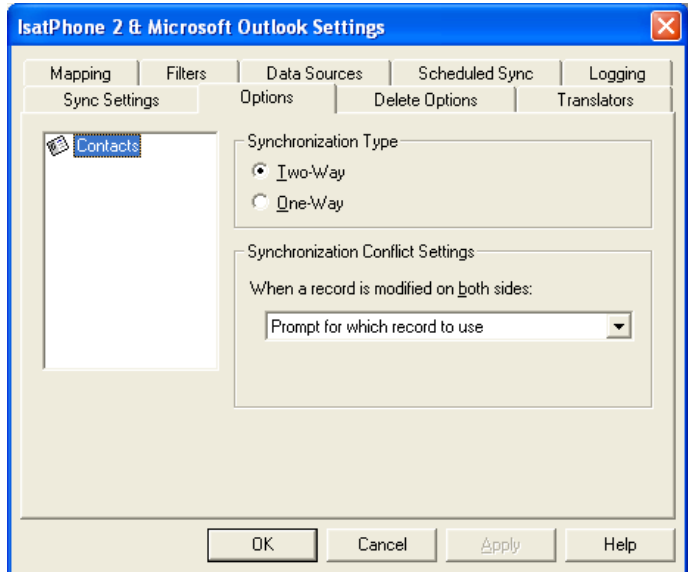 IsatPhone 2 & Microsoft Outlook Settings
Mapping Filters Data Sources Scheduled Sync Logging
Sync Settings Options Delete Options Translators
Contacts
Synchronization Type
Two-Way
One-Way
Synchronization Conflict Settings
When a record is modified on both sides:
Prompt for which record to use
OK Cancel Apply Help